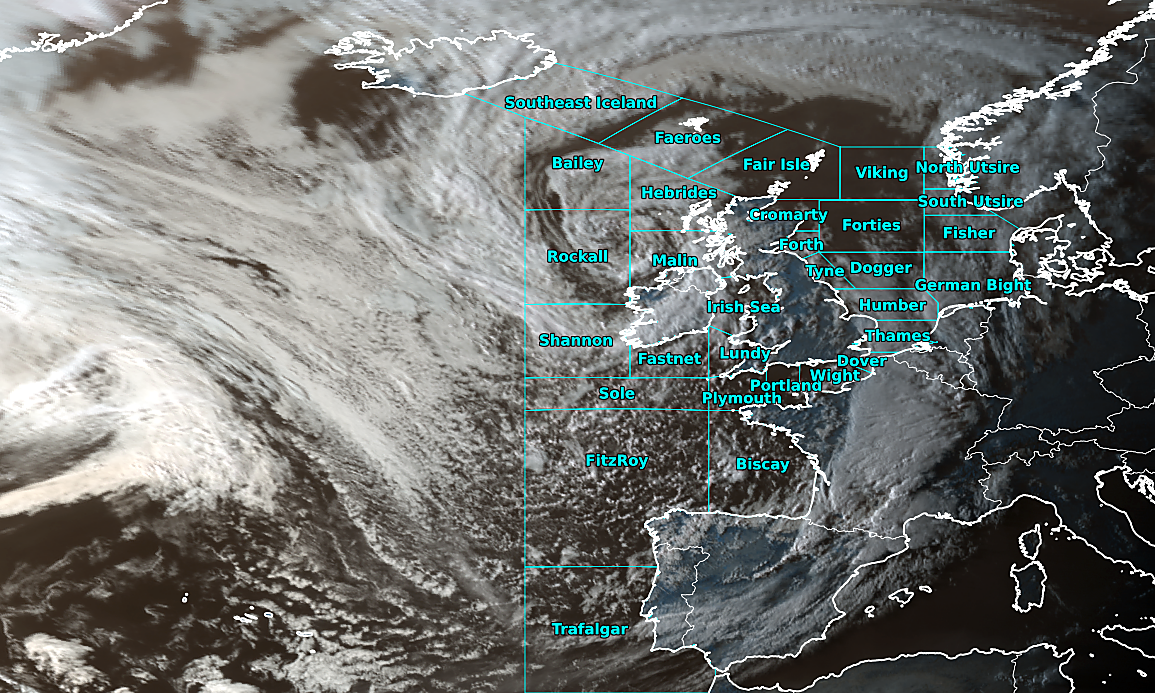 Southeast Iceland
Faeroes
Bailey
Fair Isle
North Utsire
Viking
Hebrides
South Utsire
Cromarty
Forties
Fisher
Forth
Rockall
Malin
Tyne
Dogger
German Bight
Irish Sea
Humber
Thames
Shannon
Lundy
Fastnet
Dover
Wight
Portland
Sole
Plymouth
FitzRoy
Biscay
Trafalgar